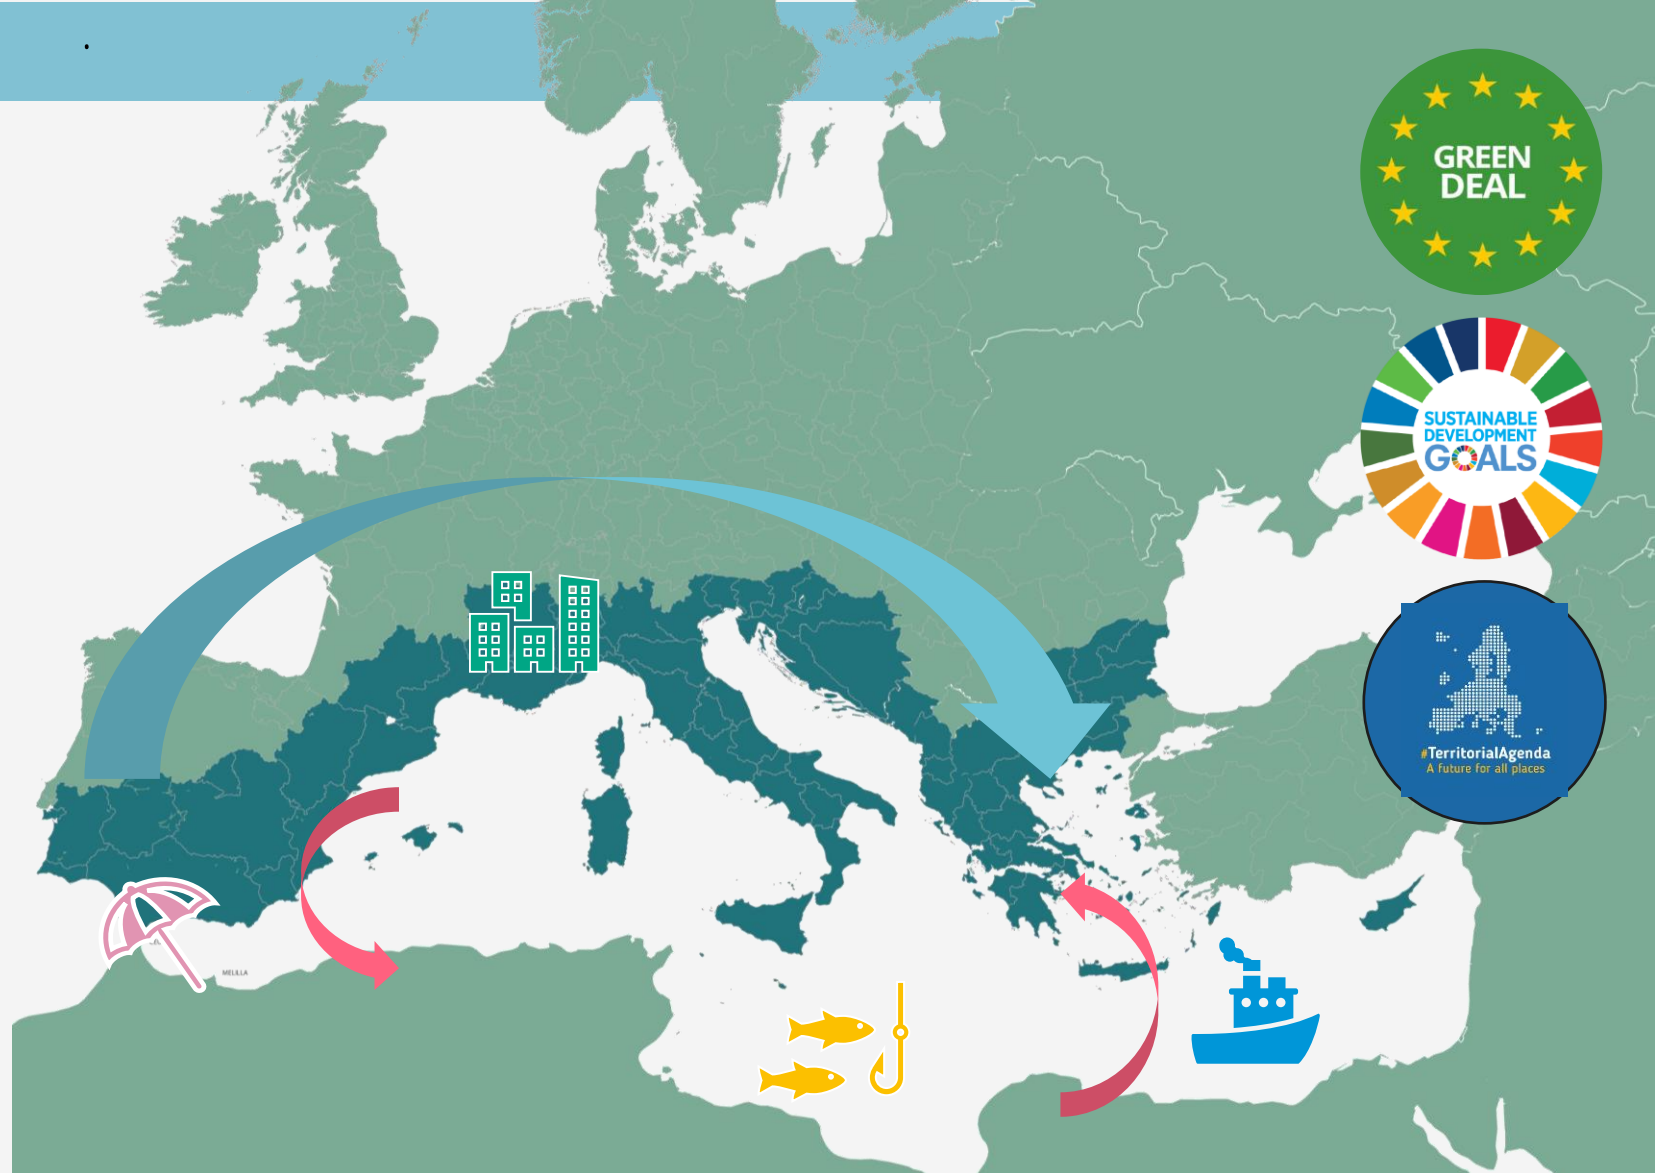 GREEN
DEAL
SUSTAINABLE
DEVELOPMENT
GOALS
#TerritorialAgenda
A future for all places
MELILLA